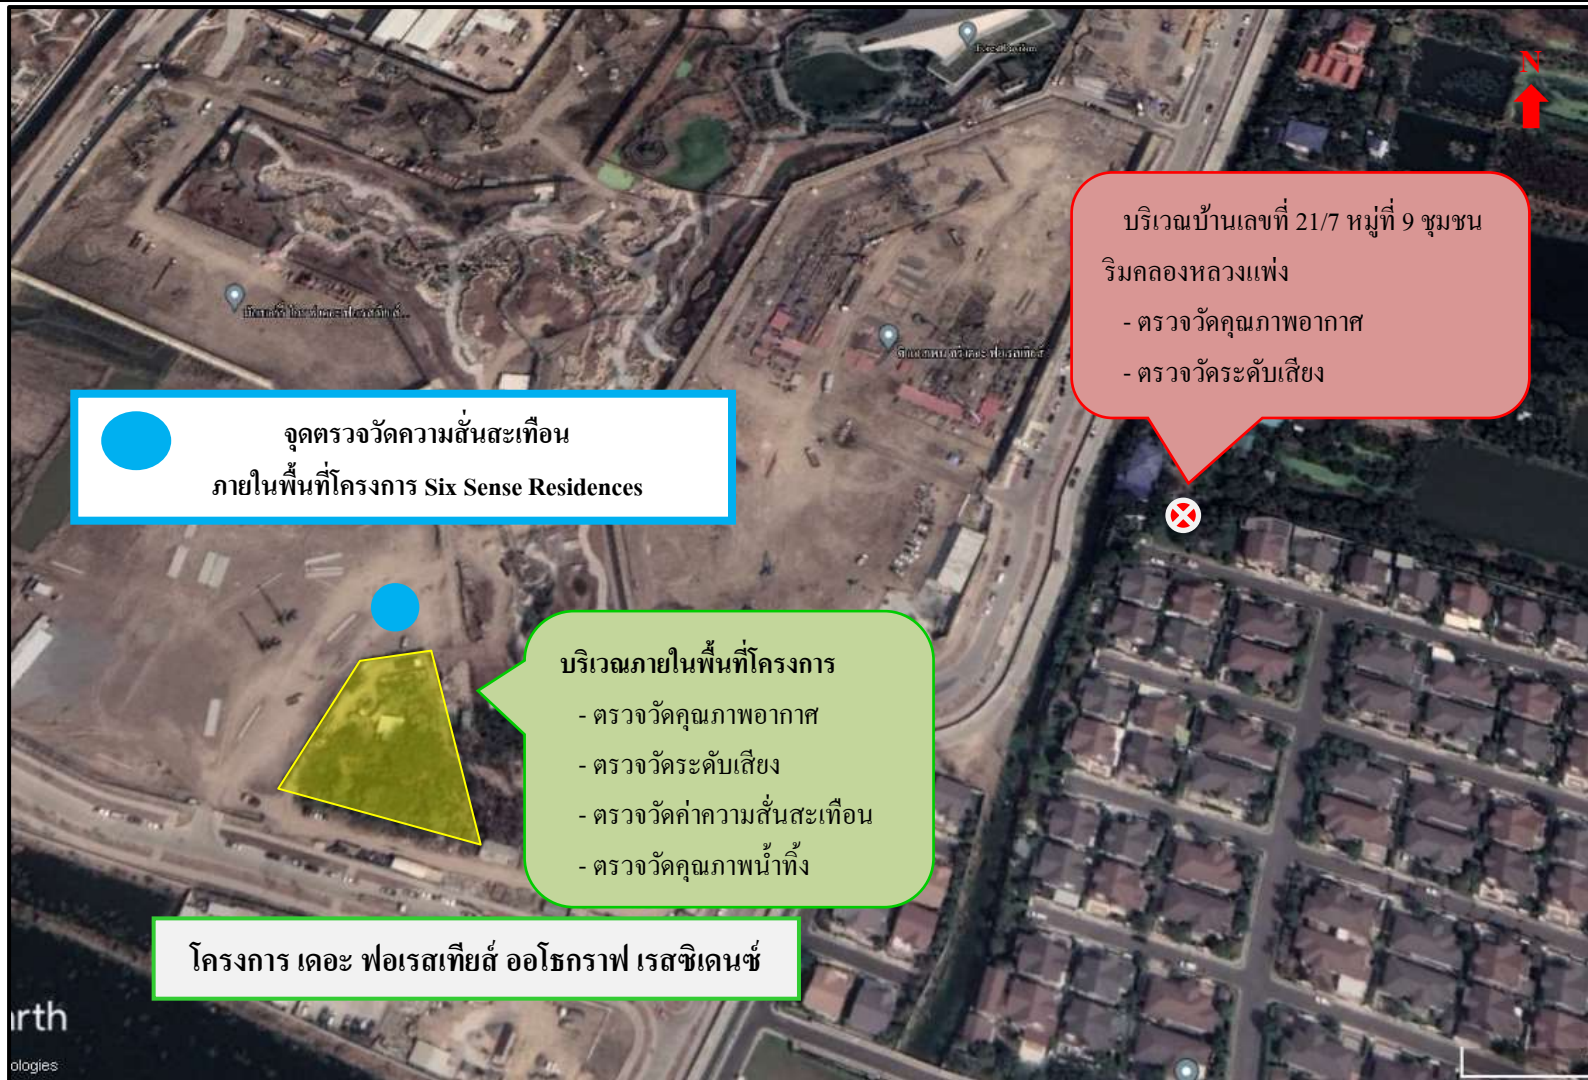 N
บริเวณบ้านเลขที่ 21/7 หมู่ที่ 9 ชุมชน
ริมคลองหลวงแพ่ง
- ตรวจวัดคุณภาพอากาศ
- ตรวจวัดระดับเสียง
จุดตรวจวัดความสั่นสะเทือน
ภายในพื้นที่โครงการ Six Sense Residences
บริเวณภายในพื้นที่โครงการ
- ตรวจวัดคุณภาพอากาศ
- ตรวจวัดระดับเสียง
- ตรวจวัดค่าความสั่นสะเทือน
- ตรวจวัดคุณภาพน้ำทิ้ง
โครงการ เดอะ ฟอเรสเทียส์ ออโธกราฟ เรสซิเดนซ์
rth
ologies